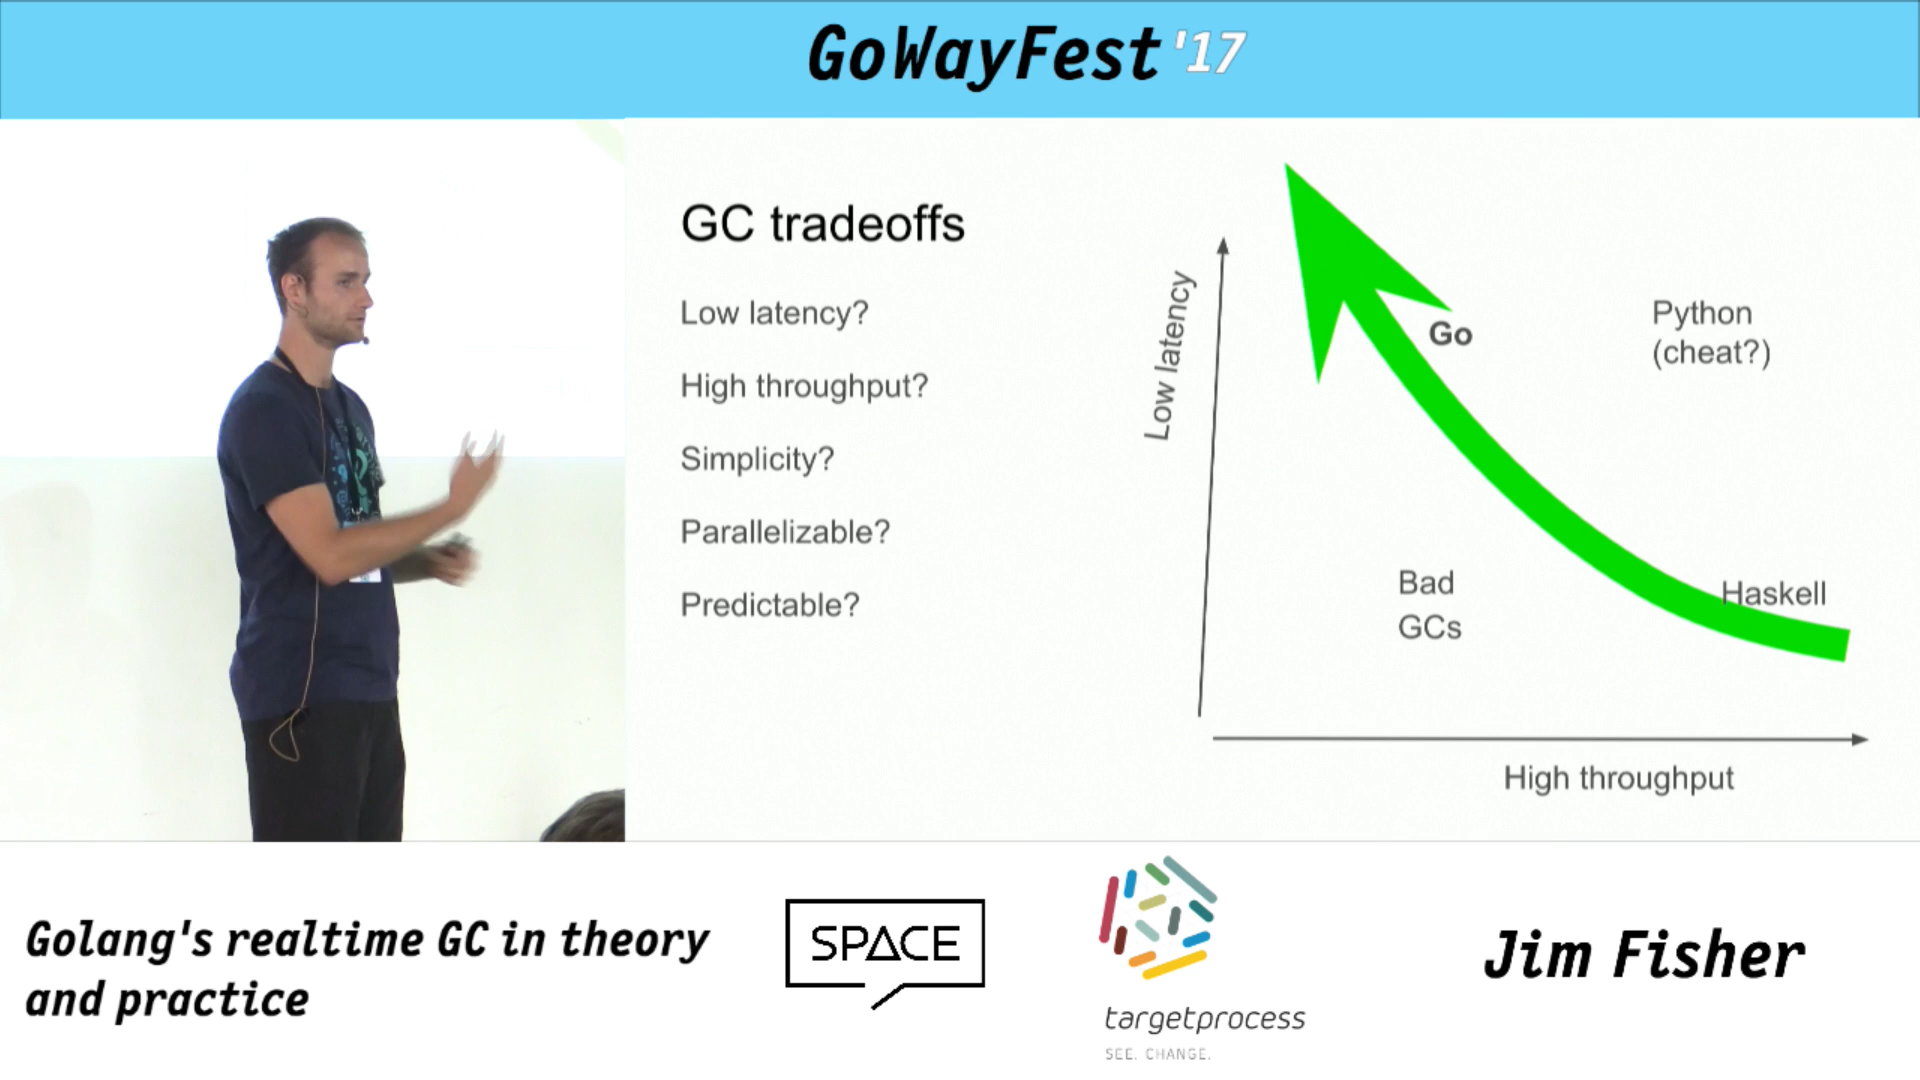 GoWayFest '17
GC tradeoffs
Low latency?
High throughput?
Simplicity?
Parallelizable?
Predictable?
Low latency
Go
Python
(cheat?)
Bad
GCs
Haskell
High throughput
Golang's realtime GC in theory
and practice
SPACE
targetprocess
SEE. CHANGE.
Jim Fisher